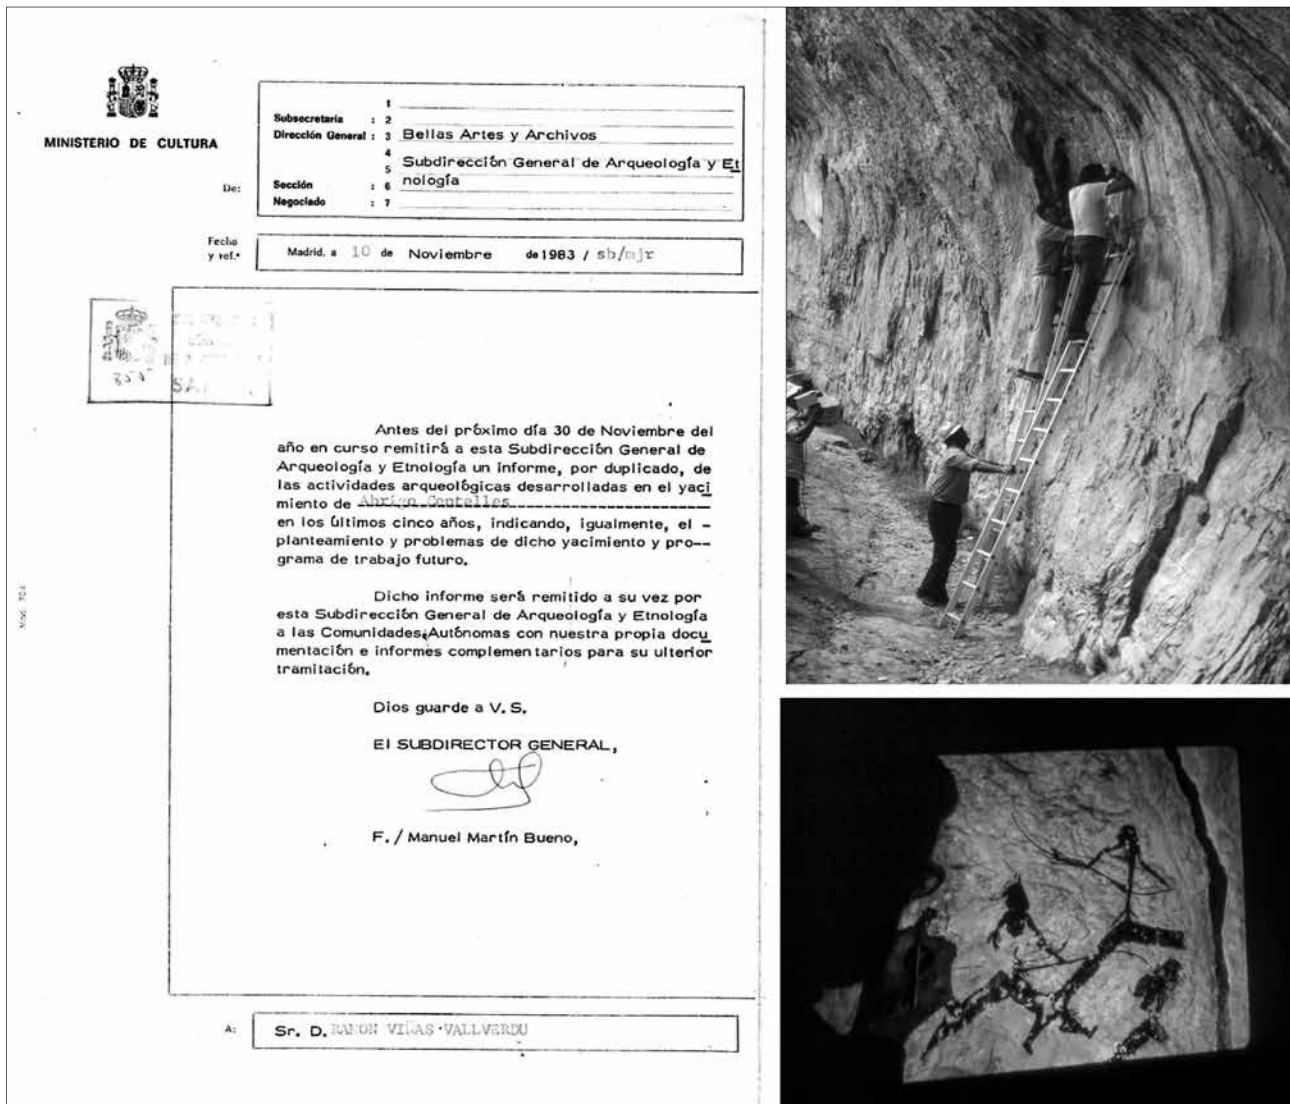 MINISTERIO DE CULTURA
De:
1
Subsecretaría : 2
Dirección General : 3 Bellas Artes y Archivos
4
Subdirección General de Arqueología y Et
5
Sección : 6 nología
Negociado : 7
Fecha
y ref.ª
Madrid, a 10 de Noviembre de 1983 / sb/mjr
SA
Antes del próximo día 30 de Noviembre del
año en curso remitirá a esta Subdirección General de
Arqueología y Etnología un informe, por duplicado, de
las actividades arqueológicas desarrolladas en el yaci
miento de Abrigo Centelles
en los últimos cinco años, indicando, igualmente, el -
planteamiento y problemas de dicho yacimiento y pro--
grama de trabajo futuro.
Dicho informe será remitido a su vez por
esta Subdirección General de Arqueología y Etnología
a las Comunidades Autónomas con nuestra propia docu
mentación e informes complementarios para su ulterior
tramitación.
Dios guarde a V. S.
El SUBDIRECTOR GENERAL,
F. / Manuel Martín Bueno,
Mod. 704
A: Sr. D. RAMON VIÑAS VALLVERDU